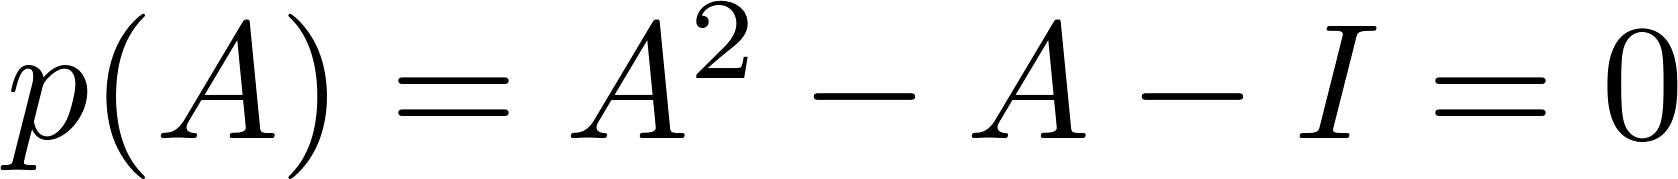 p(A) = A² − A − I = 0